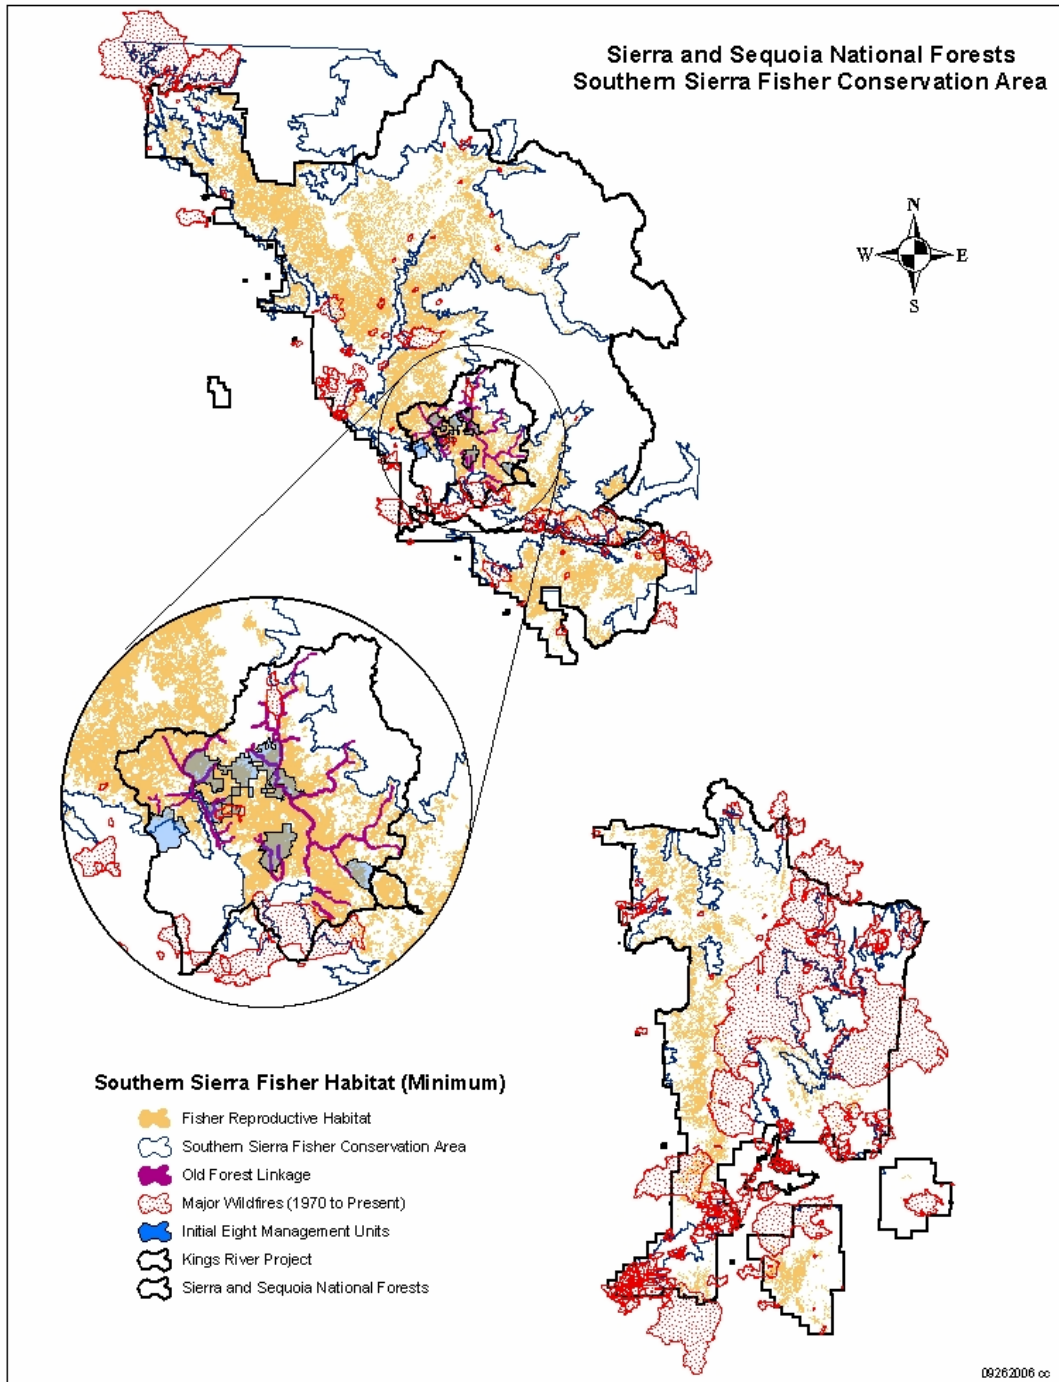 Sierra and Sequoia National Forests
Southern Sierra Fisher Conservation Area
N
W E
S
Southern Sierra Fisher Habitat (Minimum)
Fisher Reproductive Habitat
Southern Sierra Fisher Conservation Area
Old Forest Linkage
Major Wildfires (1970 to Present)
Initial Eight Management Units
Kings River Project
Sierra and Sequoia National Forests
09262006 cc